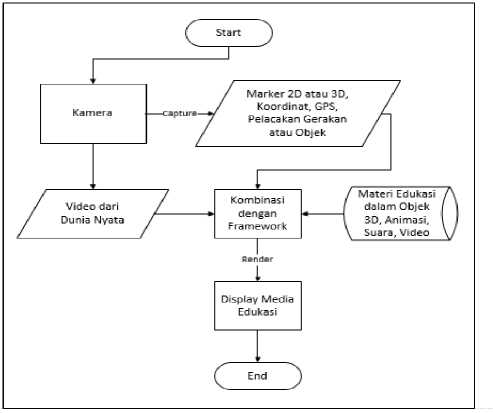 Start
Kamera
Capture
Marker 2D atau 3D,
Koordinat, GPS,
Pelacakan Gerakan
atau Objek
Video dari
Dunia Nyata
Kombinasi
dengan
Framework
Materi Edukasi
dalam Objek
3D, Animasi,
Suara, Video
Render
Display Media
Edukasi
End